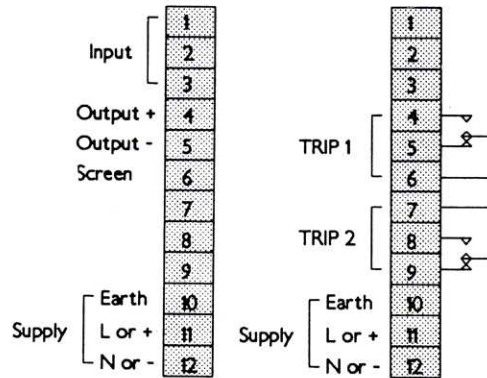 1
Input 2
3
Output + 4
Output - 5
Screen 6
7
8
9
Earth 10
Supply L or + 11
N or - 12
1
2
3
4
TRIP 1 5
6
7
TRIP 2 8
9
Earth 10
Supply L or + 11
N or - 12